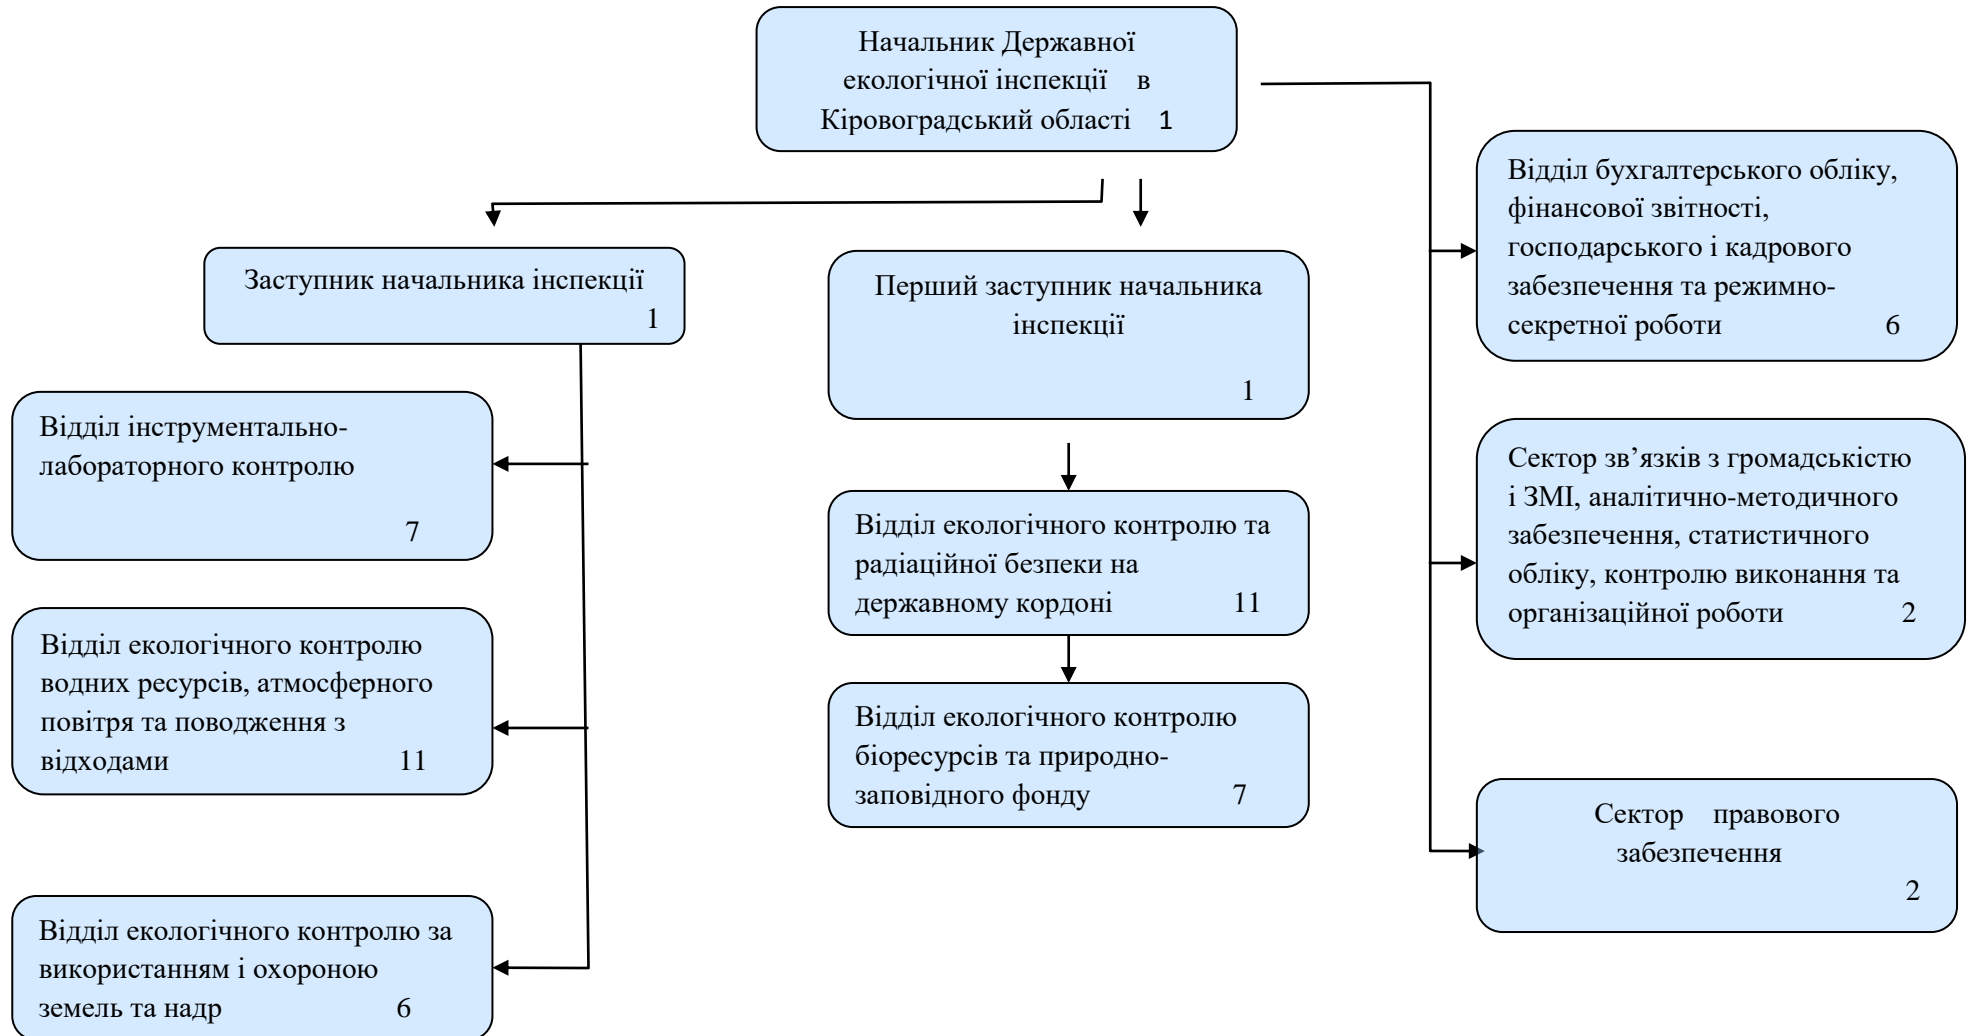 Начальник Державної
екологічної інспекції в
Кіровоградський області 1
Заступник начальника інспекції
1
Перший заступник начальника
інспекції
1
Відділ бухгалтерського обліку,
фінансової звітності,
господарського і кадрового
забезпечення та режимно-
секретної роботи 6
Відділ інструментально-
лабораторного контролю
7
Відділ екологічного контролю та
радіаційної безпеки на
державному кордоні 11
Сектор зв’язків з громадськістю
і ЗМІ, аналітично-методичного
забезпечення, статистичного
обліку, контролю виконання та
організаційної роботи 2
Відділ екологічного контролю
водних ресурсів, атмосферного
повітря та поводження з
відходами 11
Відділ екологічного контролю
біоресурсів та природно-
заповідного фонду 7
Сектор правового
забезпечення
2
Відділ екологічного контролю за
використанням і охороною
земель та надр 6